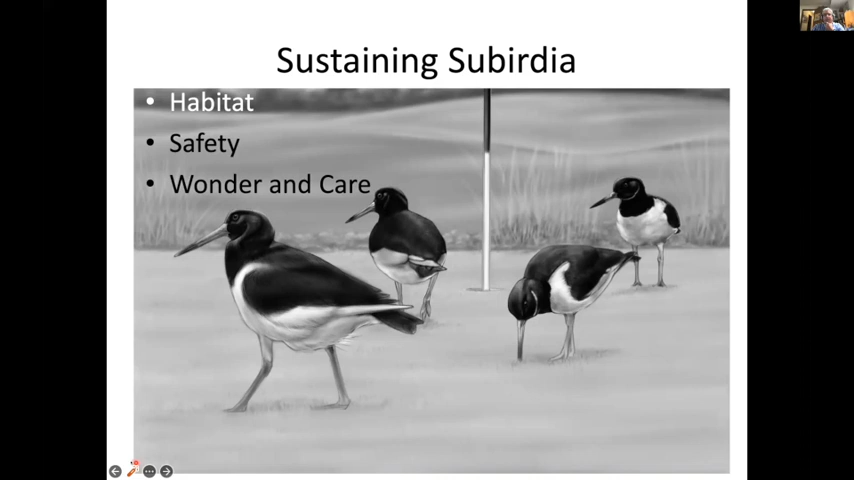 Sustaining Subirdia
• Habitat
• Safety
• Wonder and Care